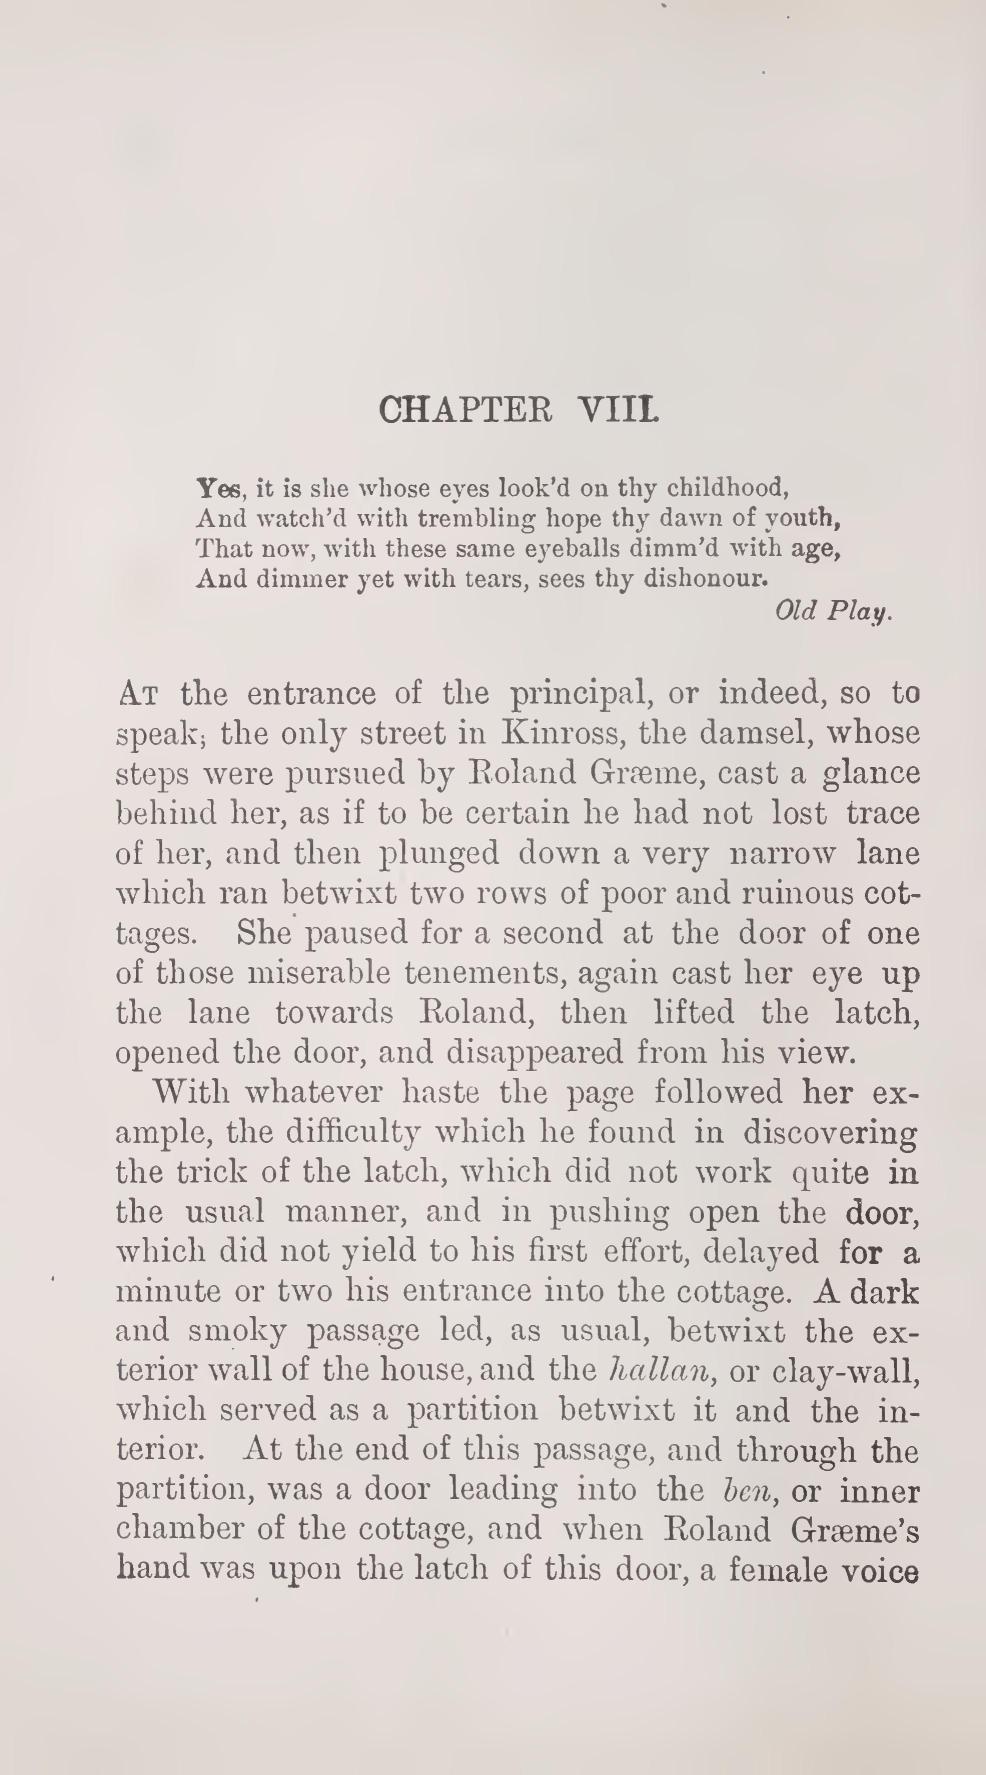 CHAPTER VIII.
Yes, it is she whose eyes look'd on thy childhood,
And watch'd with trembling hope thy dawn of youth,
That now, with these same eyeballs dimm'd with age,
And dimmer yet with tears, sees thy dishonour.
Old Play.
At the entrance of the principal, or indeed, so to
speak; the only street in Kinross, the damsel, whose
steps were pursued by Roland Græme, cast a glance
behind her, as if to be certain he had not lost trace
of her, and then plunged down a very narrow lane
which ran betwixt two rows of poor and ruinous cot-
tages. She paused for a second at the door of one
of those miserable tenements, again cast her eye up
the lane towards Roland, then lifted the latch,
opened the door, and disappeared from his view.
With whatever haste the page followed her ex-
ample, the difficulty which he found in discovering
the trick of the latch, which did not work quite in
the usual manner, and in pushing open the door,
which did not yield to his first effort, delayed for a
minute or two his entrance into the cottage. A dark
and smoky passage led, as usual, betwixt the ex-
terior wall of the house, and the hallan, or clay-wall,
which served as a partition betwixt it and the in-
terior. At the end of this passage, and through the
partition, was a door leading into the ben, or inner
chamber of the cottage, and when Roland Græme's
hand was upon the latch of this door, a female voice